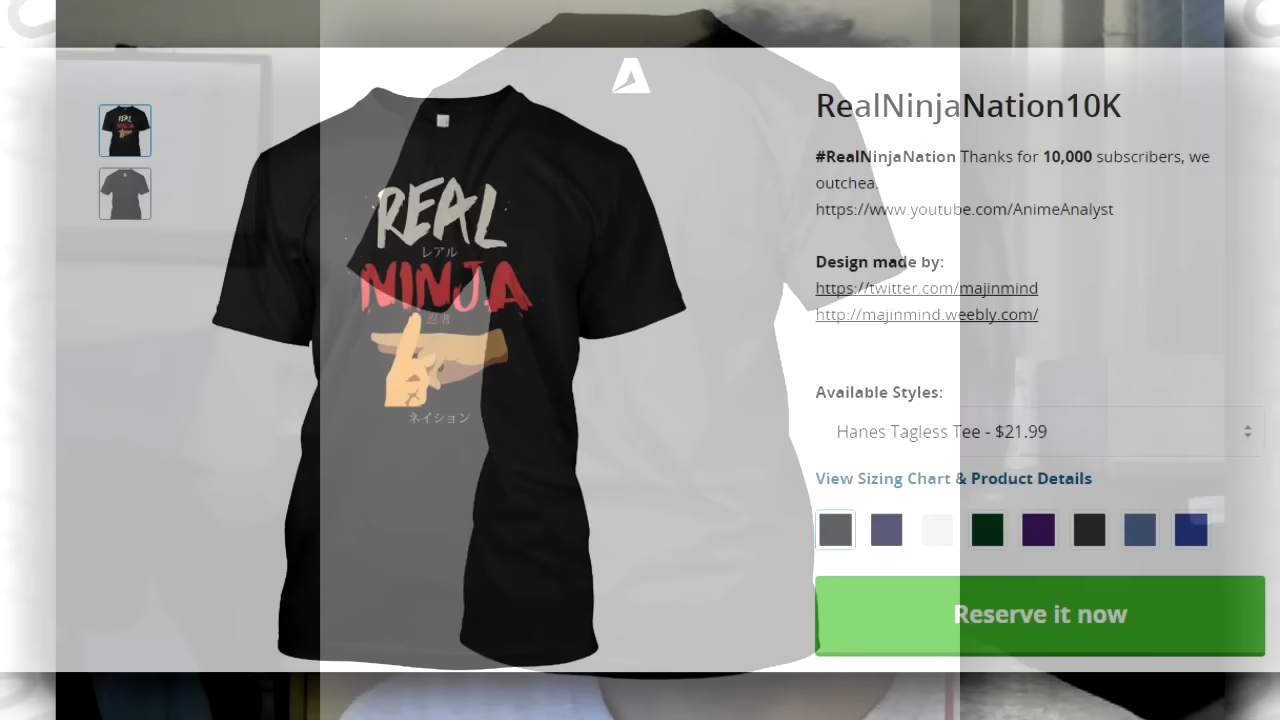 REAL
レアル
NINJA
忍者
ネイション
RealNinjaNation10K
#RealNinjaNation Thanks for 10,000 subscribers, we
outchea.
https://www.youtube.com/AnimeAnalyst
Design made by:
https://twitter.com/majinmind
http://majinmind.weebly.com/
Available Styles:
Hanes Tagless Tee - $21.99
View Sizing Chart & Product Details
Reserve it now